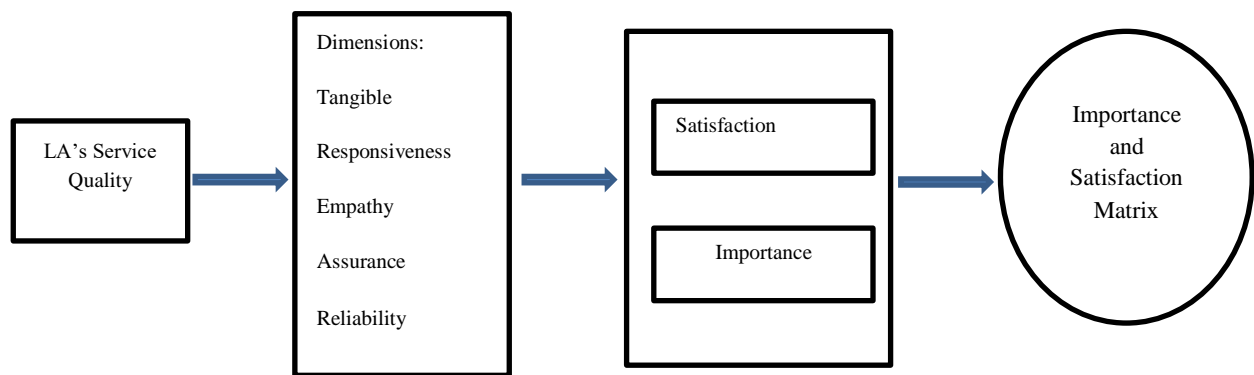 LA’s Service
Quality
Dimensions:
Tangible
Responsiveness
Empathy
Assurance
Reliability
Satisfaction
Importance
Importance
and
Satisfaction
Matrix